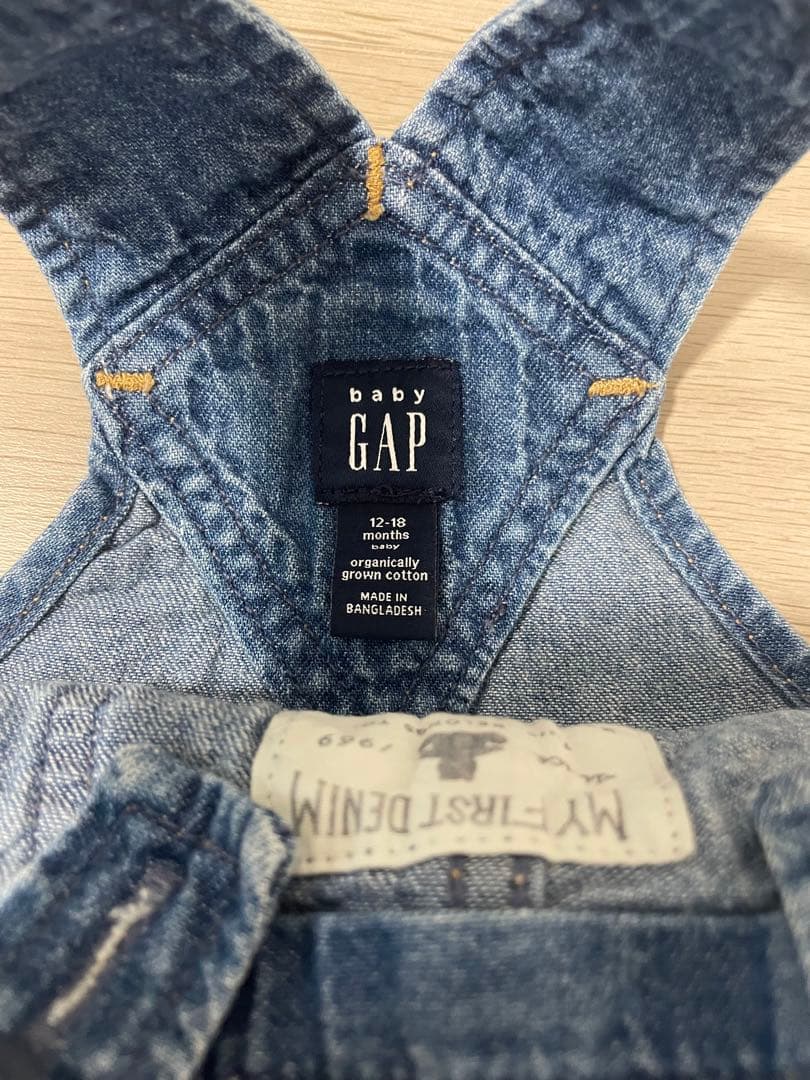 baby
GAP
12-18
months
baby
organically
grown cotton
MADE IN
BANGLADESH
MY FIRST DENIM
1969